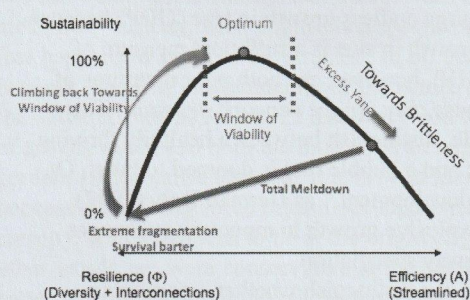 Sustainability
Optimum
100%
Climbing back Towards
Window of Viability
Window of
Viability
Excess Yang
Towards Brittleness
Total Meltdown
0%
Extreme fragmentation
Survival barter
Resilience (Φ)
(Diversity + Interconnections)
Efficiency (A)
(Streamlined)